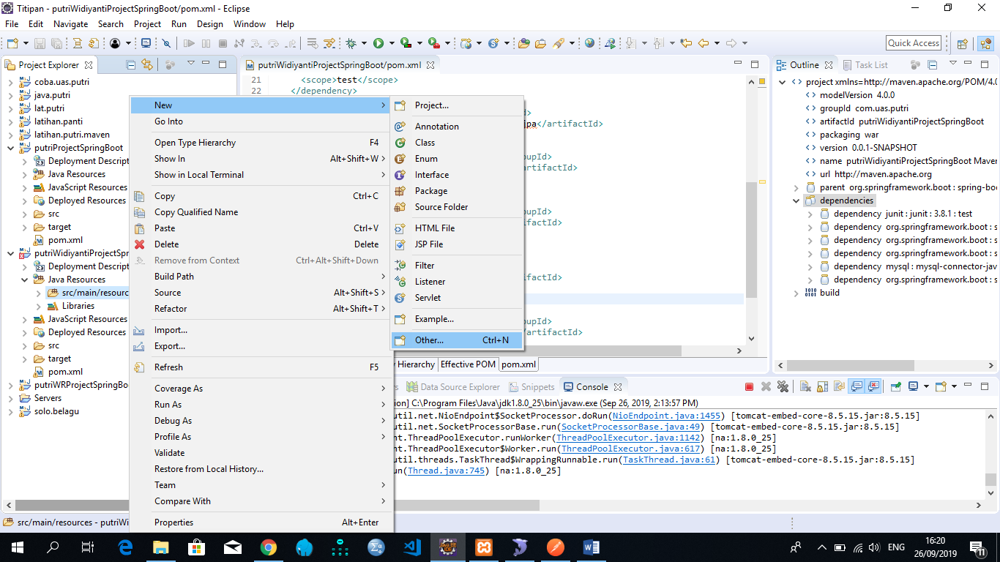 Titipan - putriWidiyantiProjectSpringBoot/pom.xml - Eclipse
File Edit Navigate Search Project Run Design Window Help
Quick Access
Project Explorer
coba.uas.putri
java.putri
lat.putri
latihan.panti
latihan.putri.maven
putriProjectSpringBoot
Deployment Descript
Java Resources
JavaScript Resources
Deployed Resources
src
target
pom.xml
putriWidiyantiProjectSpr
Deployment Descript
Java Resources
src/main/resourc
Libraries
JavaScript Resources
Deployed Resources
src
target
pom.xml
putriWRProjectSpringBo
Servers
solo.belagu
New
Go Into
Open Type Hierarchy F4
Show In Alt+Shift+W
Show in Local Terminal
Copy Ctrl+C
Copy Qualified Name
Paste Ctrl+V
Delete Delete
Remove from Context Ctrl+Alt+Shift+Down
Build Path
Source Alt+Shift+S
Refactor Alt+Shift+T
Import...
Export...
Refresh F5
Coverage As
Run As
Debug As
Profile As
Validate
Restore from Local History...
Team
Compare With
Properties Alt+Enter
Project...
Annotation
Class
Enum
Interface
Package
Source Folder
HTML File
JSP File
Filter
Listener
Servlet
Example...
Other... Ctrl+N
putriWidiyantiProjectSpringBoot/pom.xml
21 <scope>test</scope>
22 </dependency>
d>
jpa</artifactId>
upId>
artifactId>
upId>
ifactId>
ifactId>
upId>
ifactId>
Hierarchy Effective POM pom.xml
Outline Task List
project xmlns=http://maven.apache.org/POM/4.0
modelVersion 4.0.0
groupId com.uas.putri
artifactId putriWidiyantiProjectSpringBoot
packaging war
version 0.0.1-SNAPSHOT
name putriWidiyantiProjectSpringBoot Maven
url http://maven.apache.org
parent org.springframework.boot : spring-boo
dependencies
dependency junit : junit : 3.8.1 : test
dependency org.springframework.boot : s
dependency org.springframework.boot : s
dependency org.springframework.boot : s
dependency mysql : mysql-connector-jav
dependency org.springframework.boot : s
build
s Data Source Explorer Snippets Console
ion] C:\Program Files\Java\jdk1.8.0_25\bin\javaw.exe (Sep 26, 2019, 2:13:57 PM)
util.net.NioEndpoint$SocketProcessor.doRun(NioEndpoint.java:1455) [tomcat-embed-core-8.5.15.jar:8.5.15]
util.net.SocketProcessorBase.run(SocketProcessorBase.java:49) [tomcat-embed-core-8.5.15.jar:8.5.15]
nt.ThreadPoolExecutor.runWorker(ThreadPoolExecutor.java:1142) [na:1.8.0_25]
nt.ThreadPoolExecutor$Worker.run(ThreadPoolExecutor.java:617) [na:1.8.0_25]
util.threads.TaskThread$WrappingRunnable.run(TaskThread.java:61) [tomcat-embed-core-8.5.15.jar:8.5.15]
un(Thread.java:745) [na:1.8.0_25]
src/main/resources - putriWi
ENG
16:20
26/09/2019
11